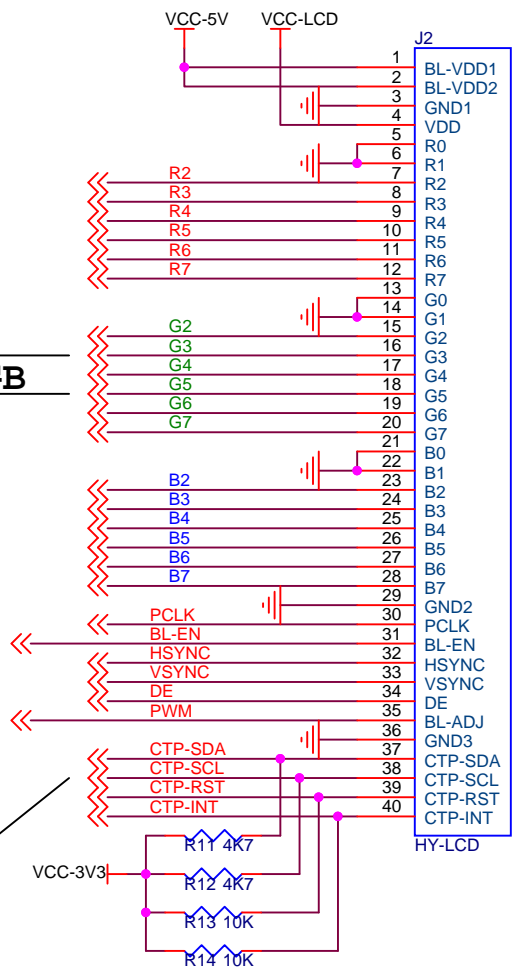 VCC-5V VCC-LCD
J2
1 BL-VDD1
2 BL-VDD2
3 GND1
4 VDD
5 R0
6 R1
R2 7 R2
R3 8 R3
R4 9 R4
R5 10 R5
R6 11 R6
R7 12 R7
13 G0
14 G1
G2 15 G2
G3 16 G3
G4 17 G4
G5 18 G5
G6 19 G6
G7 20 G7
21 B0
22 B1
B2 23 B2
B3 24 B3
B4 25 B4
B5 26 B5
B6 27 B6
B7 28 B7
29 GND2
PCLK 30 PCLK
BL-EN 31 BL-EN
HSYNC 32 HSYNC
VSYNC 33 VSYNC
DE 34 DE
PWM 35 BL-ADJ
36 GND3
CTP-SDA 37 CTP-SDA
CTP-SCL 38 CTP-SCL
CTP-RST 39 CTP-RST
CTP-INT 40 CTP-INT
HY-LCD
R11 4K7
VCC-3V3
R12 4K7
R13 10K
R14 10K
B